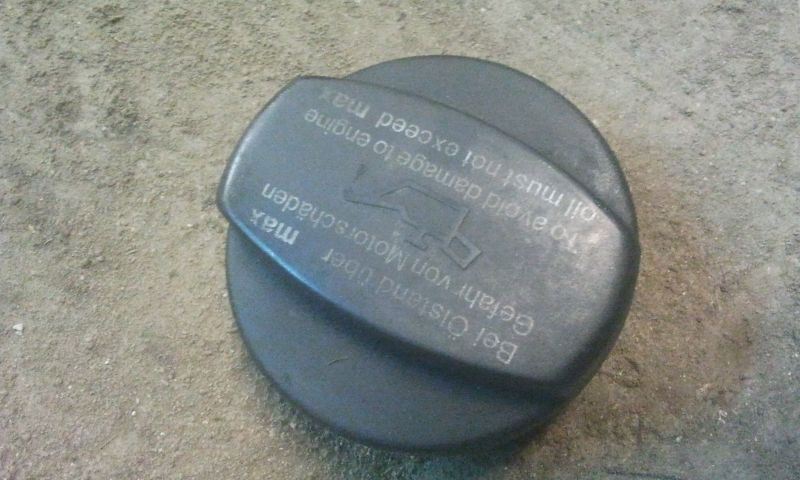 Bei Ölstand über max
Gefahr von Motorschäden
To avoid damage to engine
oil must not exceed max